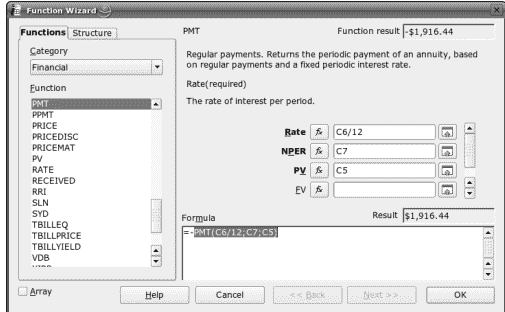 Function Wizard
Functions Structure
Category
Financial
Function
PMT
PPMT
PRICE
PRICEDISC
PRICEMAT
PV
RATE
RECEIVED
RRI
SLN
SYD
TBILLEQ
TBILLPRICE
TBILLYIELD
VDB
PMT
Function result -$1,916.44
Regular payments. Returns the periodic payment of an annuity, based
on regular payments and a fixed periodic interest rate.
Rate(required)
The rate of interest per period.
Rate fx C6/12
NPER fx C7
PV fx C5
FV fx
Formula
Result $1,916.44
=-PMT(C6/12;C7;C5)
Array
Help
Cancel
<< Back
Next >>
OK